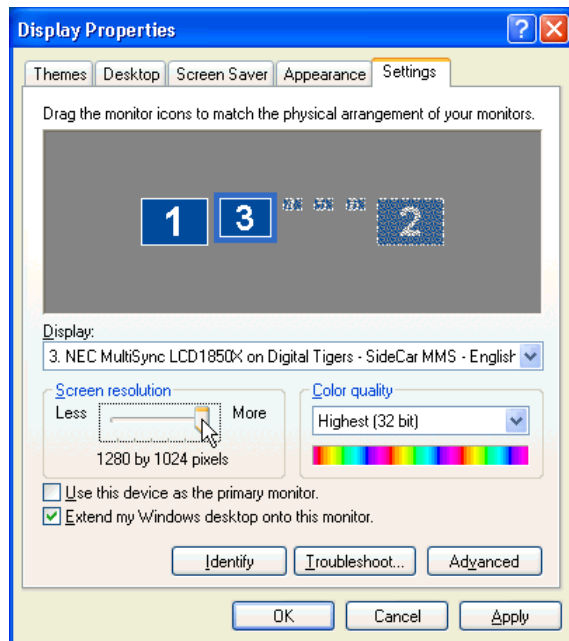 Display Properties
Themes Desktop Screen Saver Appearance Settings
Drag the monitor icons to match the physical arrangement of your monitors.
1 3 2
Display:
3. NEC MultiSync LCD1850X on Digital Tigers - SideCar MMS - English
Screen resolution Color quality
Less More Highest (32 bit)
1280 by 1024 pixels
Use this device as the primary monitor.
Extend my Windows desktop onto this monitor.
Identify Troubleshoot... Advanced
OK Cancel Apply